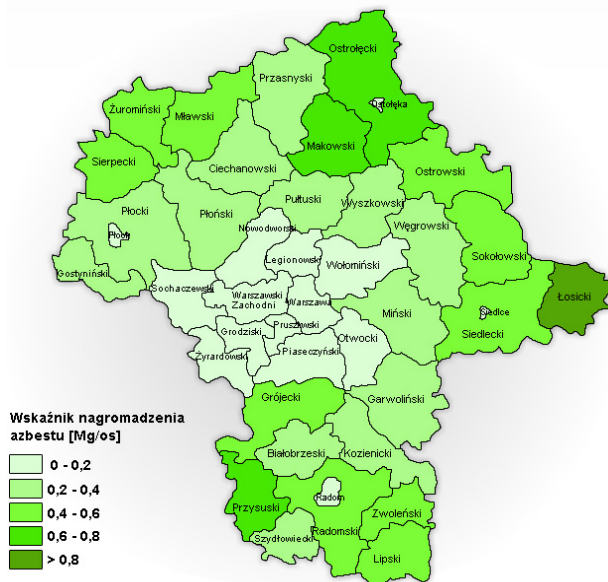 Ostrołęcki
Przasnyski
Żuromiński
Mławski
Ostołęka
Makowski
Sierpecki
Ciechanowski
Ostrowski
Płocki
Płoński
Pułtuski
Wyszkowski
Węgrowski
Nowodworski
Płock
Legionowski
Wołomiński
Sokołowski
Gostyniński
Sochaczewski
Warszawski
Zachodni
Warszawa
Miński
Siedlce
Łosicki
Siedlecki
Grodziski
Pruszkwski
Otwocki
Żyrardowski
Piaseczyński
Grójecki
Garwoliński
Wskaźnik nagromadzenia
azbestu [Mg/os]
0 - 0,2
0,2 - 0,4
0,4 - 0,6
0,6 - 0,8
> 0,8
Białobrzeski
Kozienicki
Radom
Przysuski
Zwoleński
Szydłowiecki
Radomski
Lipski